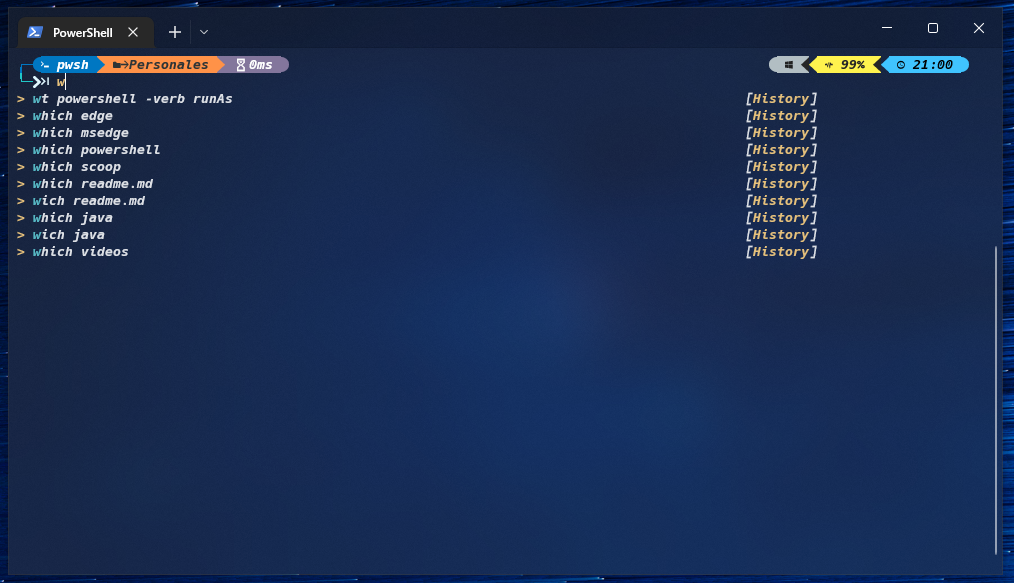 PowerShell
pwsh Personales 0ms 99% 21:00
w
> wt powershell -verb runAs [History]
> which edge [History]
> which msedge [History]
> which powershell [History]
> which scoop [History]
> which readme.md [History]
> wich readme.md [History]
> which java [History]
> wich java [History]
> which videos [History]